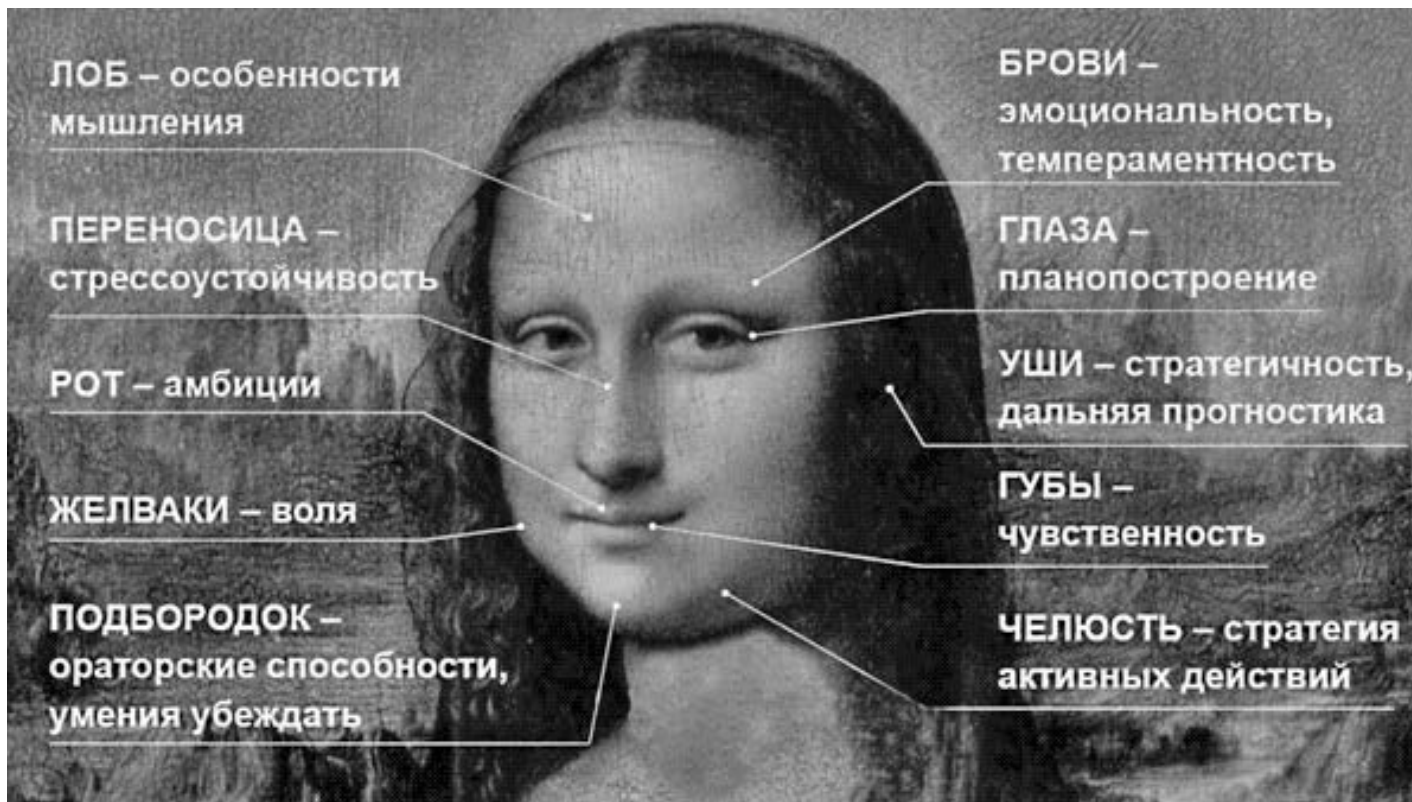 ЛОБ – особенности
мышления
ПЕРЕНОСИЦА –
стрессоустойчивость
РОТ – амбиции
ЖЕЛВАКИ – воля
ПОДБОРОДОК –
ораторские способности,
умения убеждать
БРОВИ –
эмоциональность,
темпераментность
ГЛАЗА –
планопостроение
УШИ – стратегичность,
дальняя прогностика
ГУБЫ –
чувственность
ЧЕЛЮСТЬ – стратегия
активных действий